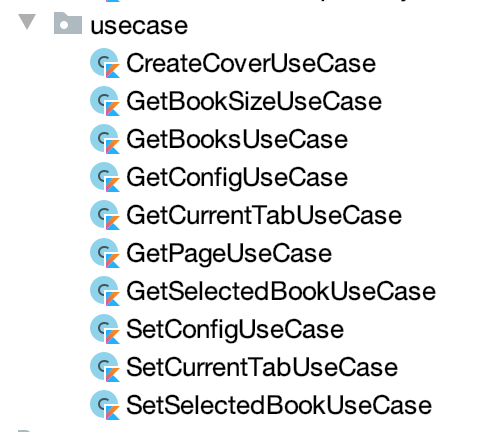 usecase
CreateCoverUseCase
GetBookSizeUseCase
GetBooksUseCase
GetConfigUseCase
GetCurrentTabUseCase
GetPageUseCase
GetSelectedBookUseCase
SetConfigUseCase
SetCurrentTabUseCase
SetSelectedBookUseCase